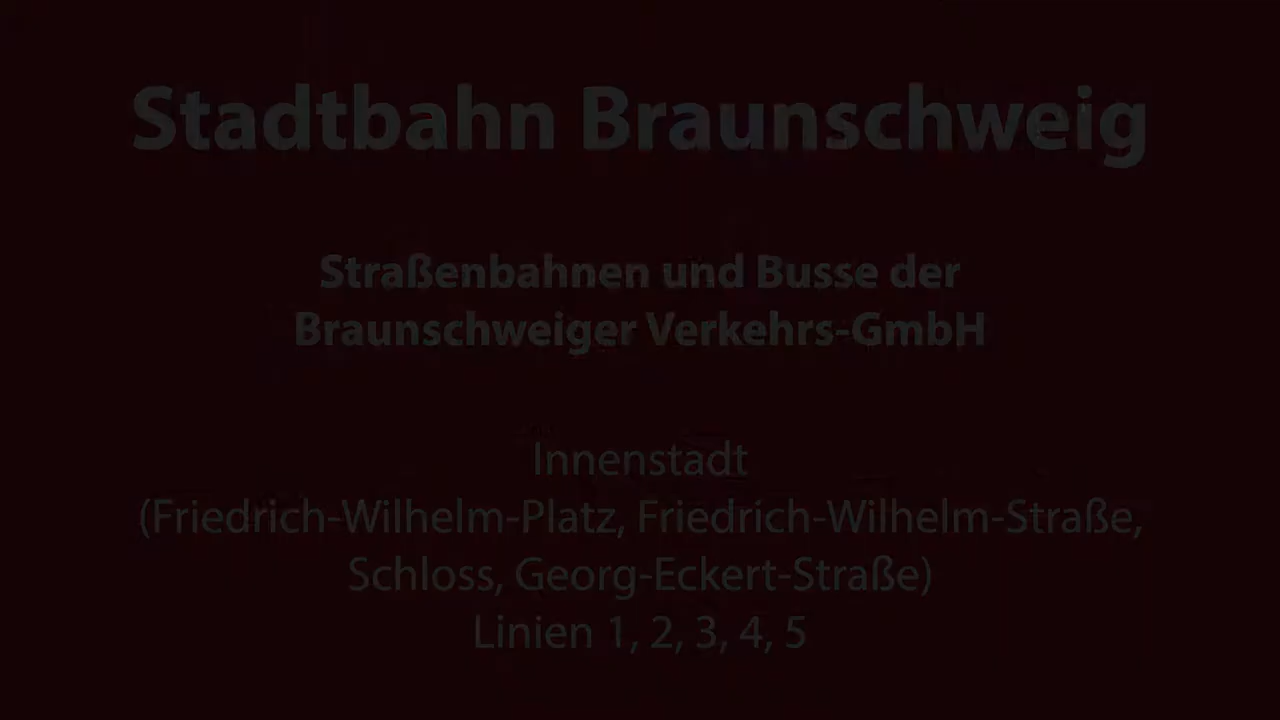 Stadtbahn Braunschweig
Straßenbahnen und Busse der
Braunschweiger Verkehrs-GmbH
Innenstadt
(Friedrich-Wilhelm-Platz, Friedrich-Wilhelm-Straße,
Schloss, Georg-Eckert-Straße)
Linien 1, 2, 3, 4, 5